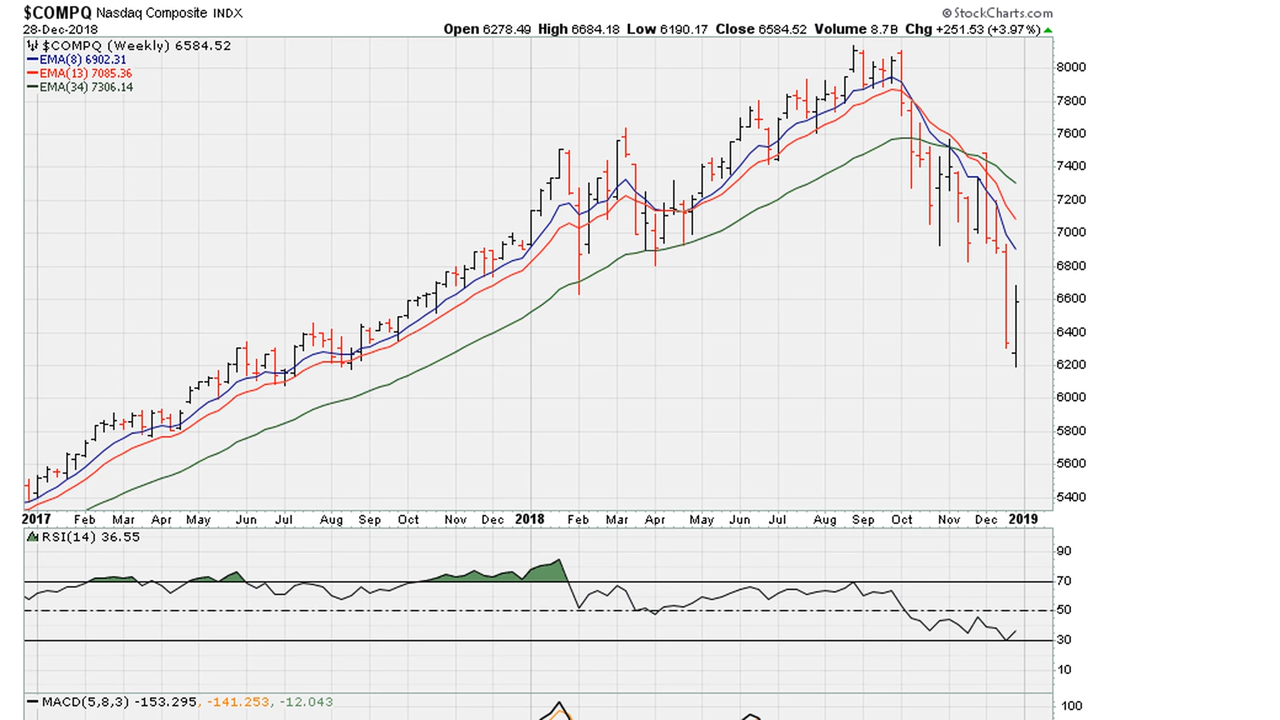 $COMPQ Nasdaq Composite INDX © StockCharts.com
28-Dec-2018 Open 6278.49 High 6684.18 Low 6190.17 Close 6584.52 Volume 8.7B Chg +251.53 (+3.97%)
$COMPQ (Weekly) 6584.52
EMA(8) 6902.31
EMA(13) 7085.36
EMA(34) 7306.14
8000
7800
7600
7400
7200
7000
6800
6600
6400
6200
6000
5800
5600
5400
2017 Feb Mar Apr May Jun Jul Aug Sep Oct Nov Dec 2018 Feb Mar Apr May Jun Jul Aug Sep Oct Nov Dec 2019
RSI(14) 36.55
90
70
50
30
10
MACD(5,8,3) -153.295, -141.253, -12.043
100